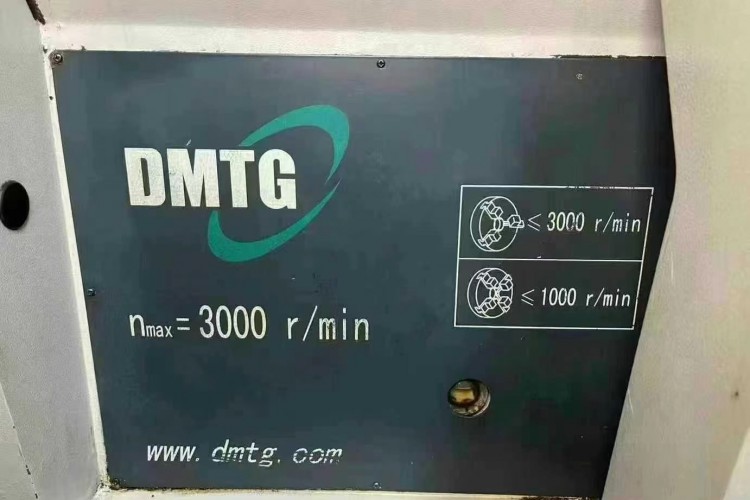 DMTG
≤ 3000 r/min
≤ 1000 r/min
nmax = 3000 r/min
www.dmtg.com